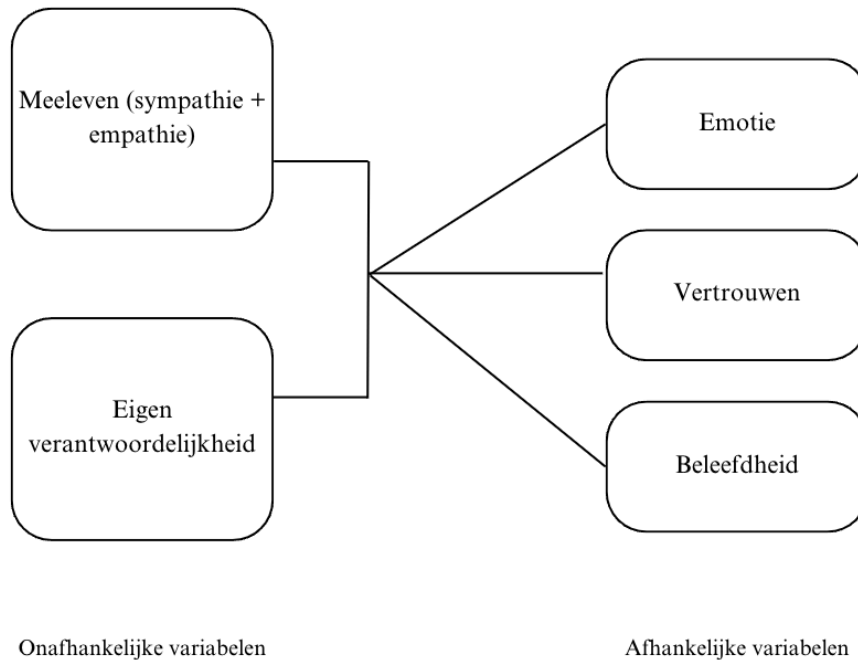 Meeleven (sympathie +
empathie)
Eigen
verantwoordelijkheid
Emotie
Vertrouwen
Beleefdheid
Onafhankelijke variabelen
Afhankelijke variabelen